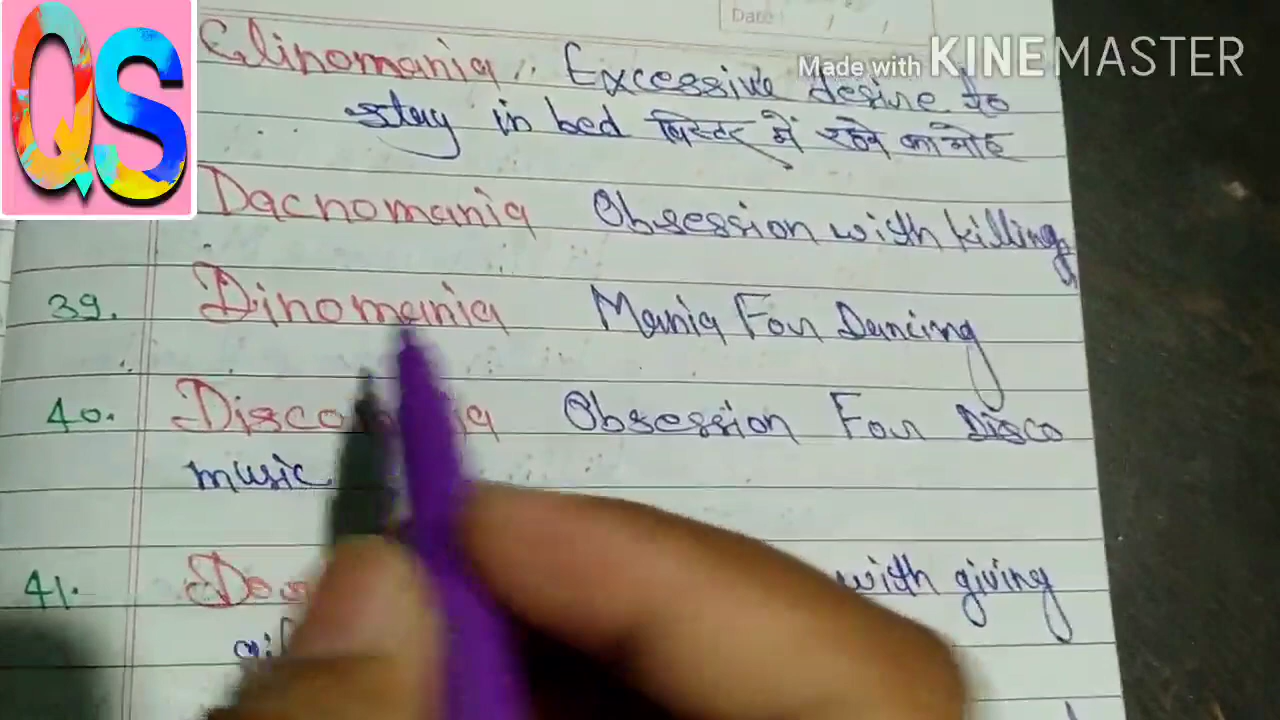 QS
Date / /
Made with KINEMASTER
Clinomania Excessive desire to
stay in bed बिस्तर में रहने का मोह
Dacnomania Obsession with killing
39. Dinomania Mania For Dancing
40. Obsession For Disco
music
41. with giving